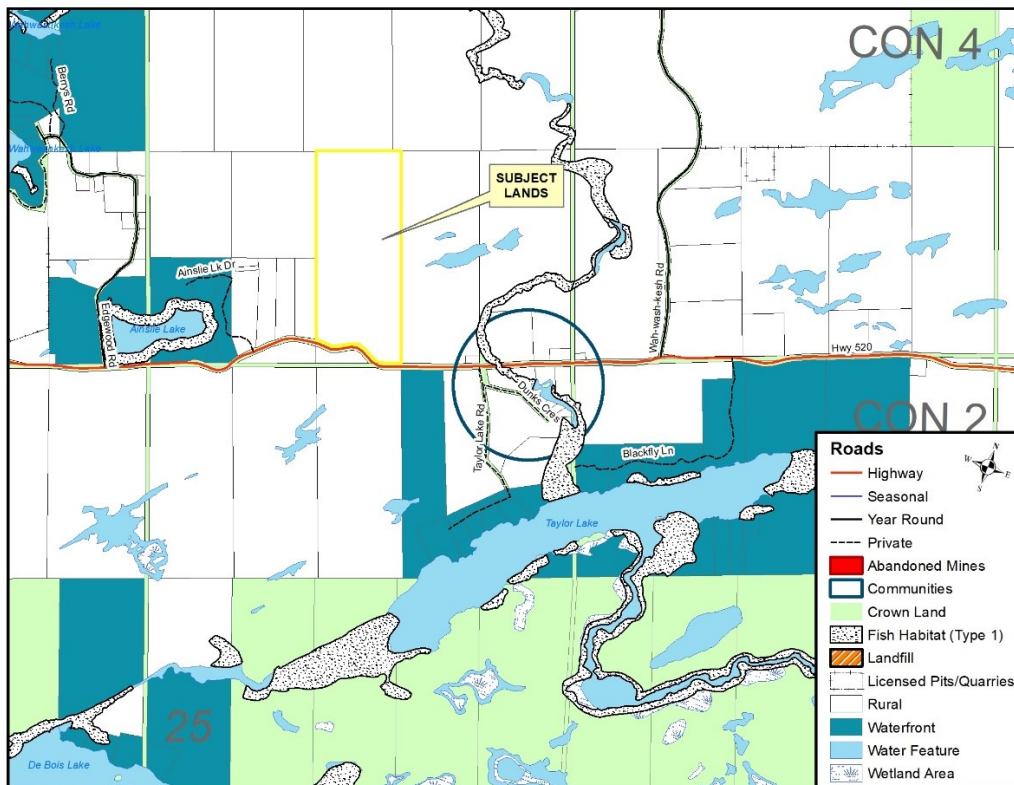 CON 4
Berrys Rd
SUBJECT
LANDS
Ainslie Lk Dr
Ainslie Lake
Edgewood Rd
Wah-wash-kesh Rd
Hwy 520
CON 2
Dunks Cres
Taylor Lake Rd
Blackfly Ln
Taylor Lake
25
De Bois Lake
Roads
N
W
E
S
Highway
Seasonal
Year Round
Private
Abandoned Mines
Communities
Crown Land
Fish Habitat (Type 1)
Landfill
Licensed Pits/Quarries
Rural
Waterfront
Water Feature
Wetland Area